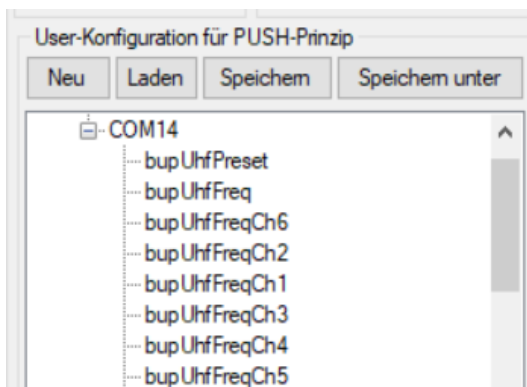 User-Konfiguration für PUSH-Prinzip
Neu Laden Speichern Speichern unter
COM14
bupUhfPreset
bupUhfFreq
bupUhfFreqCh6
bupUhfFreqCh2
bupUhfFreqCh1
bupUhfFreqCh3
bupUhfFreqCh4
bupUhfFreqCh5